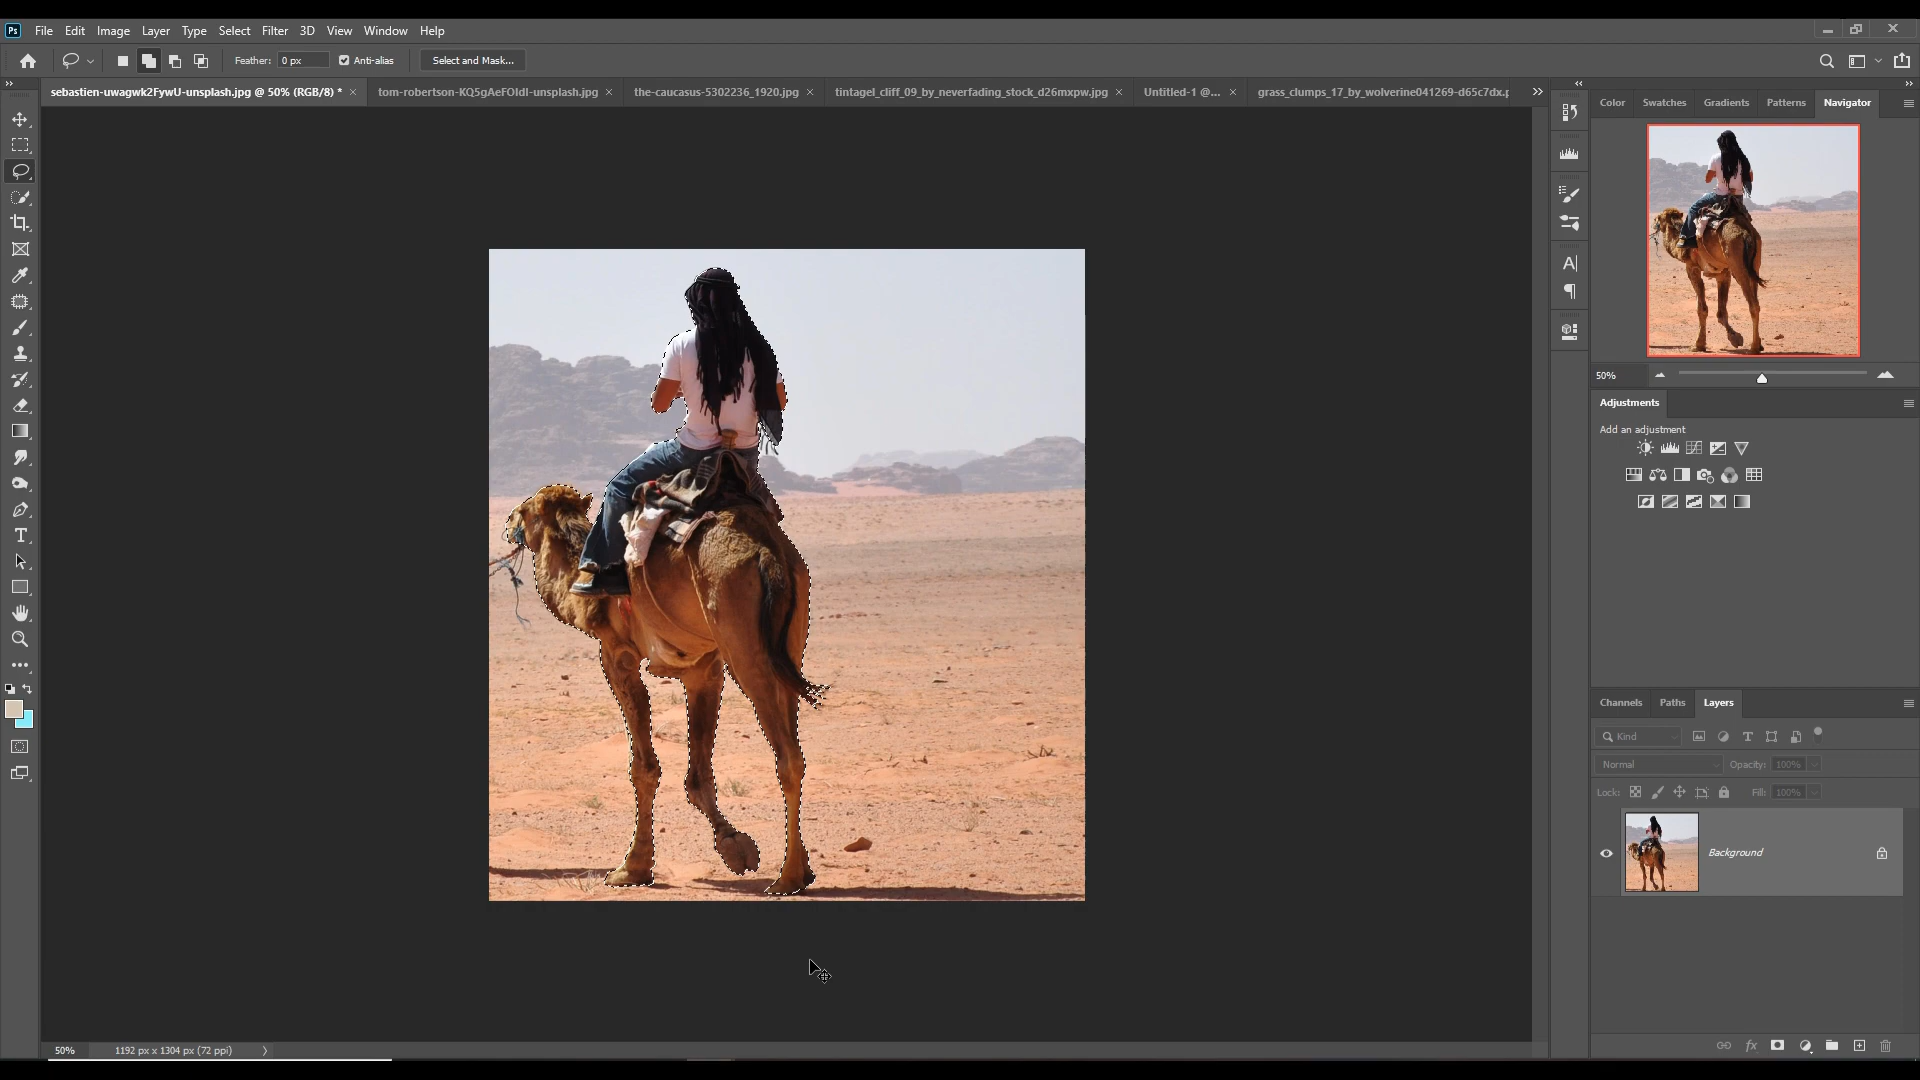 Ps File Edit Image Layer Type Select Filter 3D View Window Help
Feather: 0 px Anti-alias Select and Mask...
sebastien-uwagwk2FywU-unsplash.jpg @ 50% (RGB/8) * tom-robertson-KQ5gAeFOIdI-unsplash.jpg the-caucasus-5302236_1920.jpg tintagel_cliff_09_by_neverfading_stock_d26mxpw.jpg Untitled-1 @... grass_clumps_17_by_wolverine041269-d65c7dx.p
Color Swatches Gradients Patterns Navigator
50%
Adjustments
Add an adjustment
Channels Paths Layers
Kind
Normal Opacity: 100%
Lock: Fill: 100%
Background
50% 1192 px x 1304 px (72 ppi)